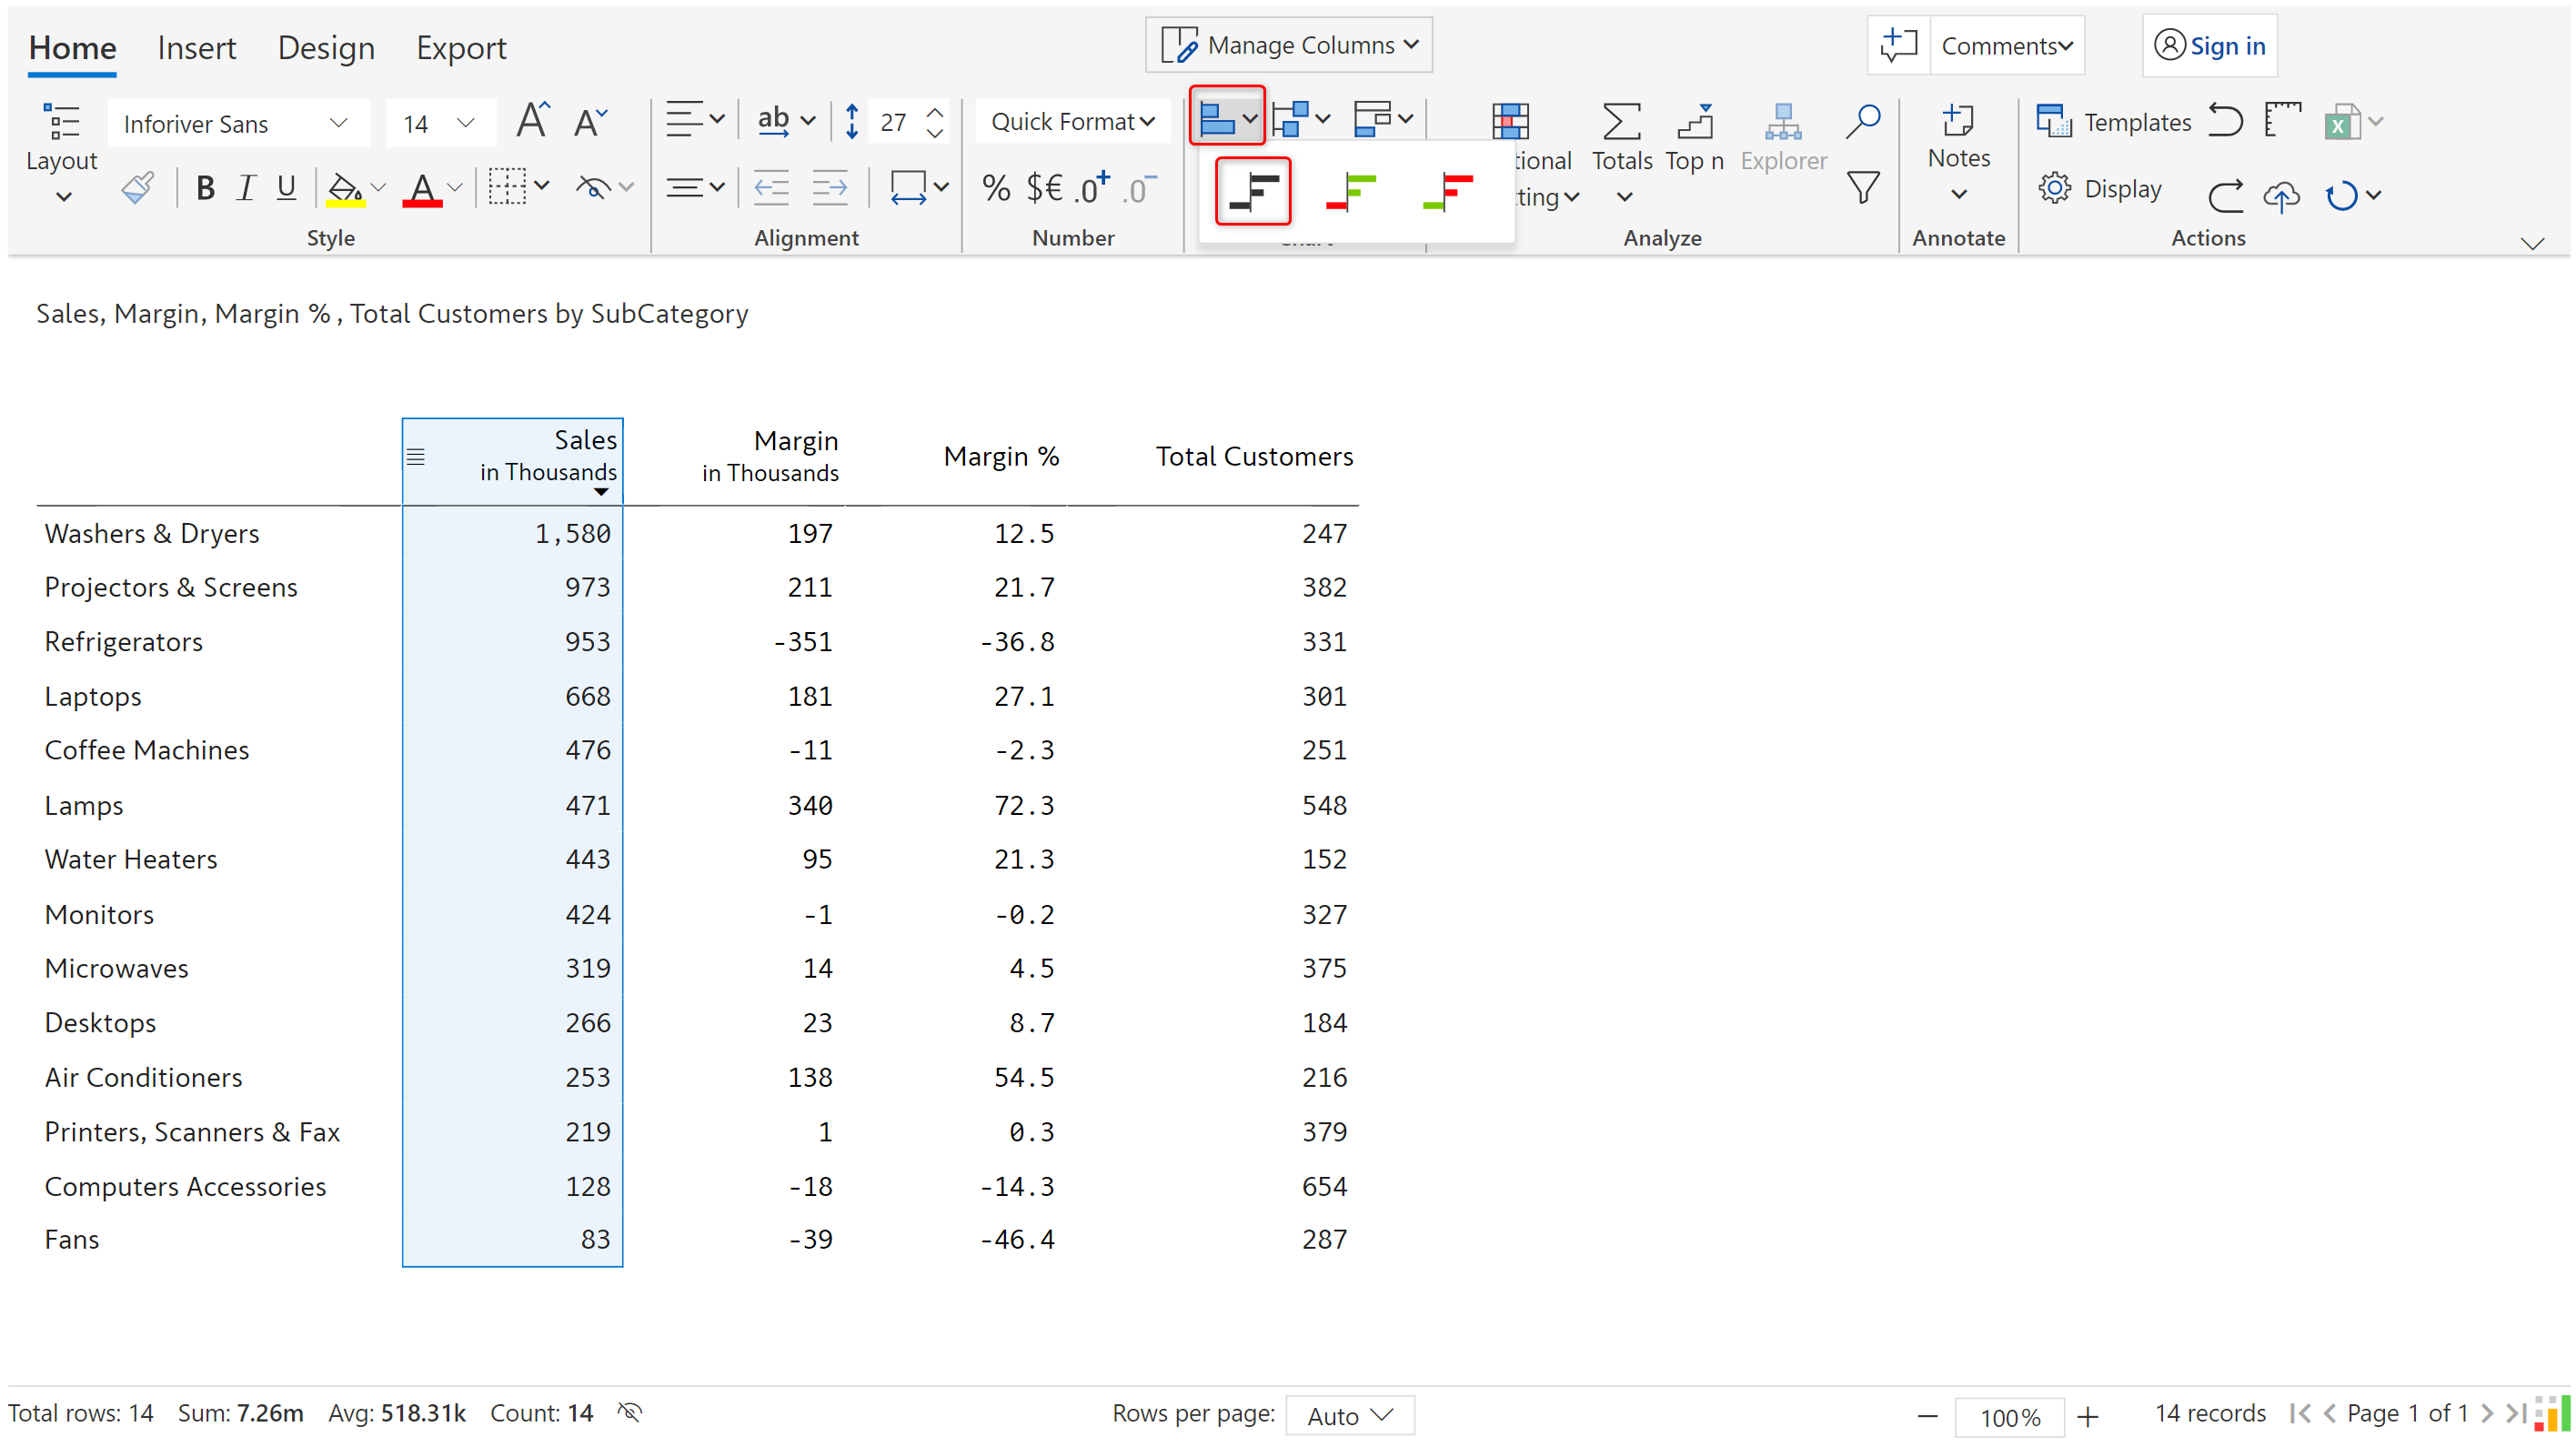 Home Insert Design Export Manage Columns Comments Sign in
Inforiver Sans 14 A A ab 27 Quick Format
Layout tional Totals Top n Explorer Notes Templates
B I U A % $€ .0+ .0- ting Display
Style Alignment Number Analyze Annotate Actions
Sales, Margin, Margin % , Total Customers by SubCategory
Sales in Thousands Margin in Thousands Margin % Total Customers
Washers & Dryers 1,580 197 12.5 247
Projectors & Screens 973 211 21.7 382
Refrigerators 953 -351 -36.8 331
Laptops 668 181 27.1 301
Coffee Machines 476 -11 -2.3 251
Lamps 471 340 72.3 548
Water Heaters 443 95 21.3 152
Monitors 424 -1 -0.2 327
Microwaves 319 14 4.5 375
Desktops 266 23 8.7 184
Air Conditioners 253 138 54.5 216
Printers, Scanners & Fax 219 1 0.3 379
Computers Accessories 128 -18 -14.3 654
Fans 83 -39 -46.4 287
Total rows: 14 Sum: 7.26m Avg: 518.31k Count: 14 Rows per page: Auto 100% 14 records Page 1 of 1